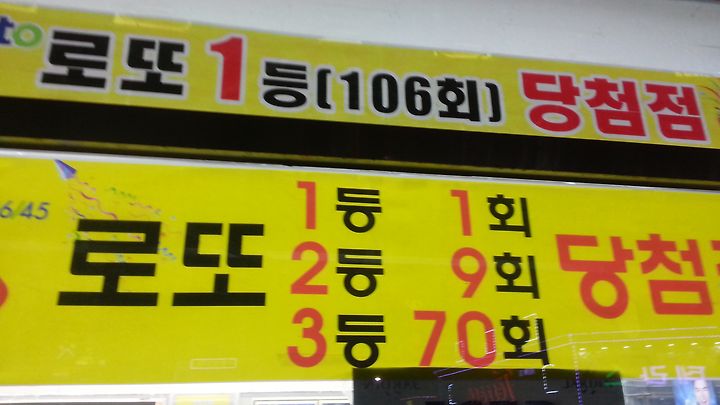 to 로또 1등(106회) 당첨점
6/45
로또 1등 1회 당첨
2등 9회
3등 70회